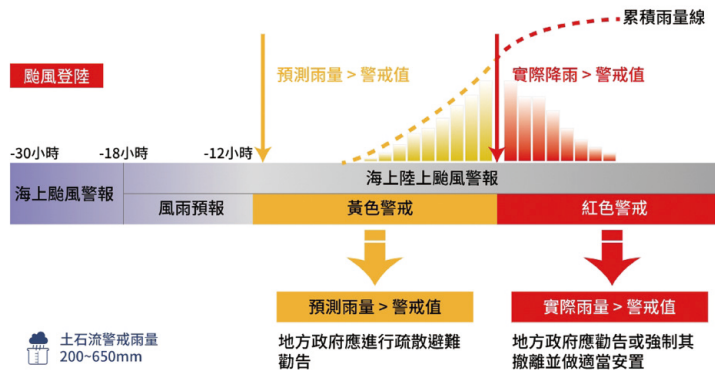 累積雨量線
颱風登陸
預測雨量 > 警戒值
實際降雨 > 警戒值
-30小時
-18小時
-12小時
海上颱風警報
海上陸上颱風警報
風雨預報
黃色警戒
紅色警戒
預測雨量 > 警戒值
地方政府應進行疏散避難
勸告
實際雨量 > 警戒值
地方政府應勸告或強制其
撤離並做適當安置
土石流警戒雨量
200~650mm